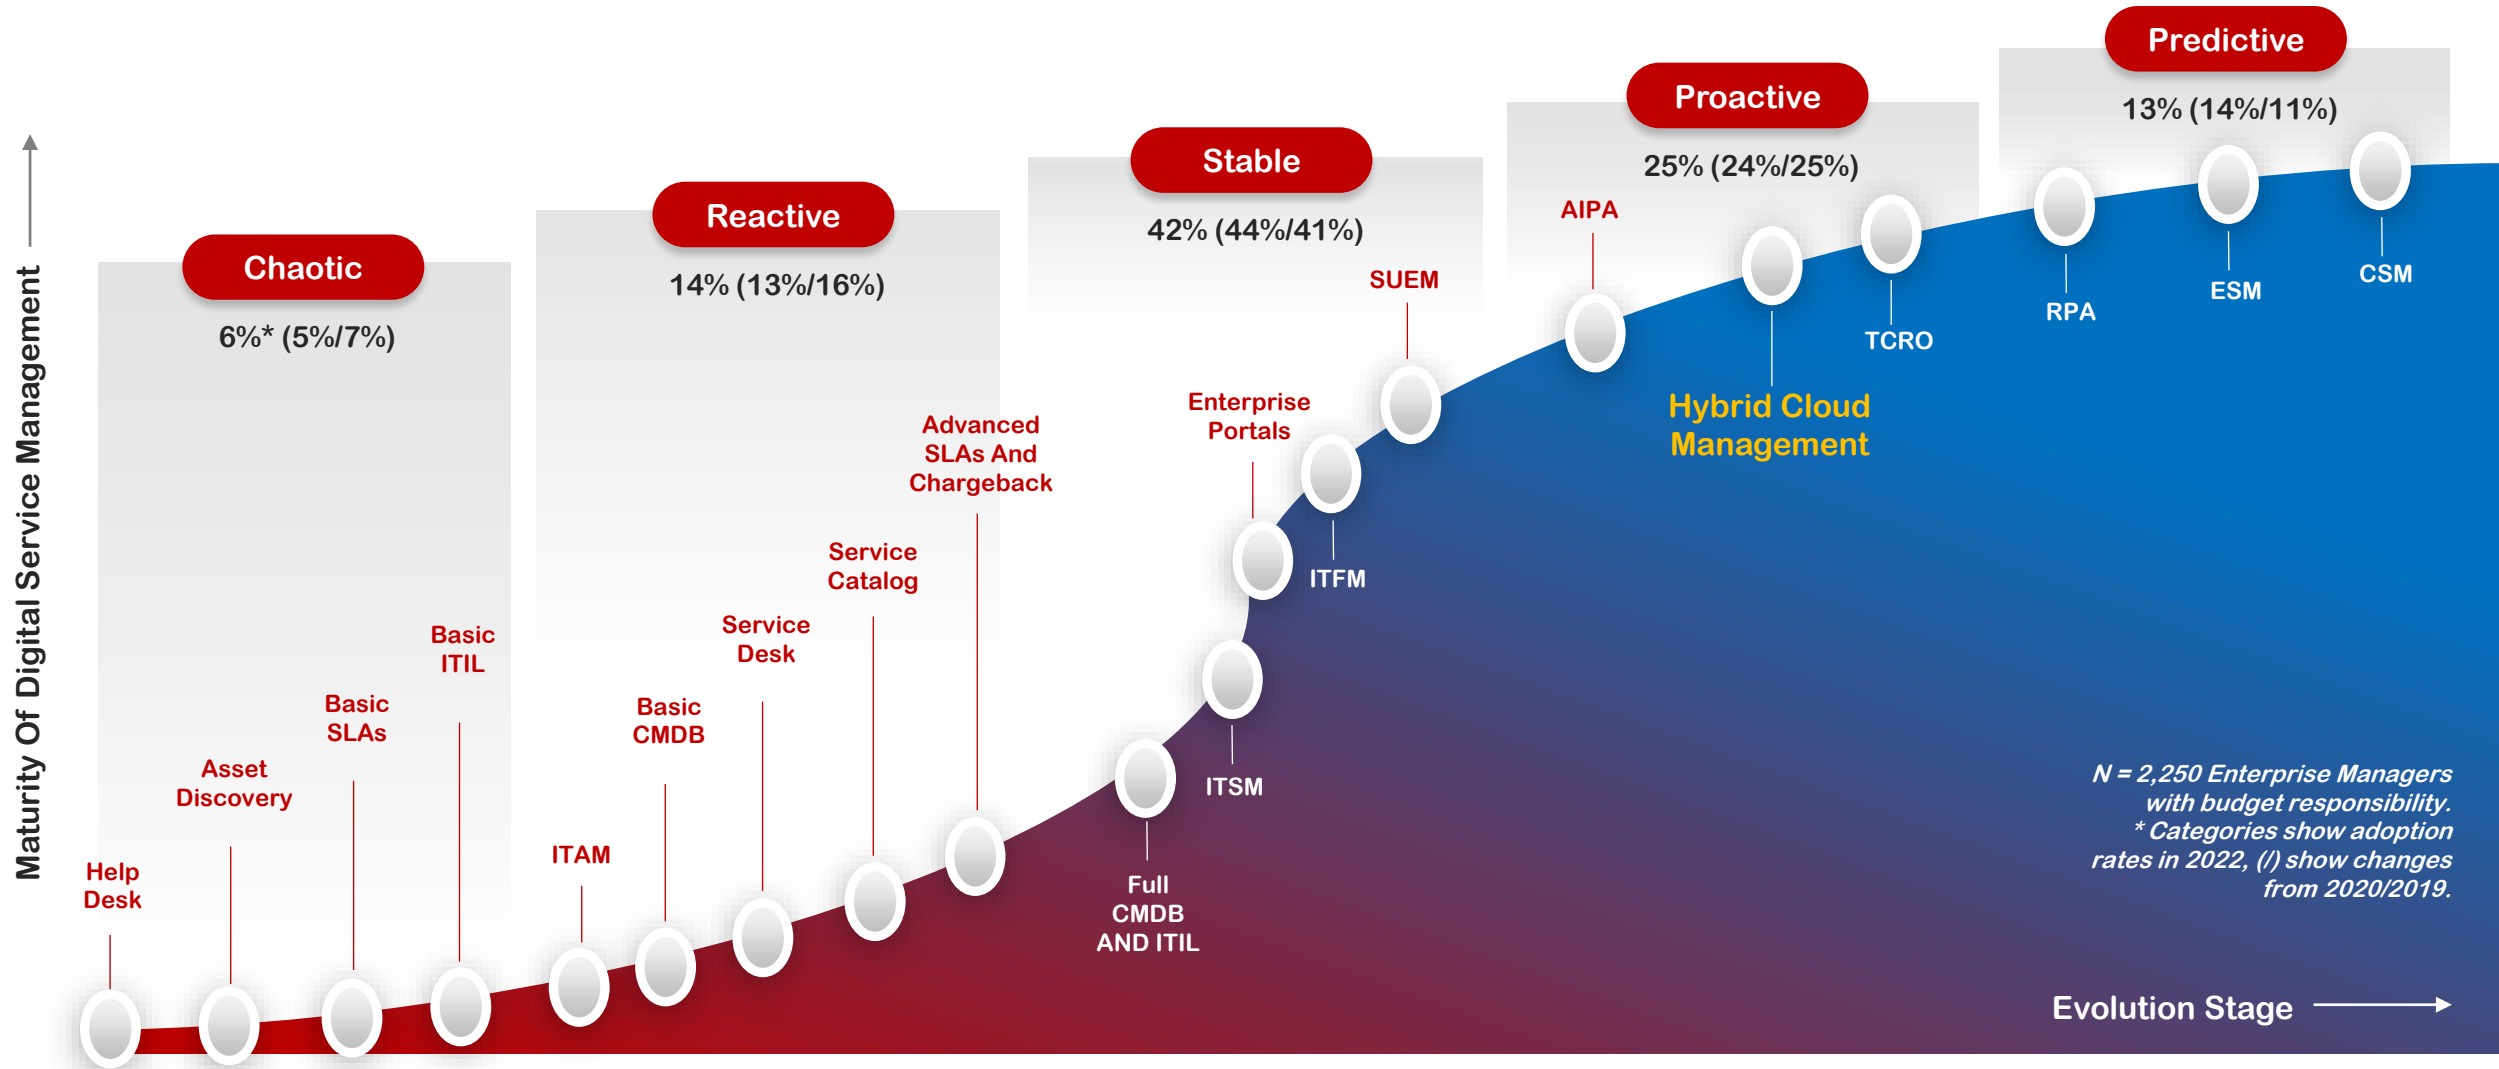 Maturity Of Digital Service Management
Chaotic
6%* (5%/7%)
Help
Desk
Asset
Discovery
Basic
SLAs
Basic
ITIL
Reactive
14% (13%/16%)
ITAM
Basic
CMDB
Service
Desk
Service
Catalog
Advanced
SLAs And
Chargeback
Stable
42% (44%/41%)
Full
CMDB
AND ITIL
ITSM
Enterprise
Portals
ITFM
SUEM
Proactive
25% (24%/25%)
AIPA
Hybrid Cloud
Management
TCRO
Predictive
13% (14%/11%)
RPA
ESM
CSM
N = 2,250 Enterprise Managers
with budget responsibility.
* Categories show adoption
rates in 2022, (/) show changes
from 2020/2019.
Evolution Stage